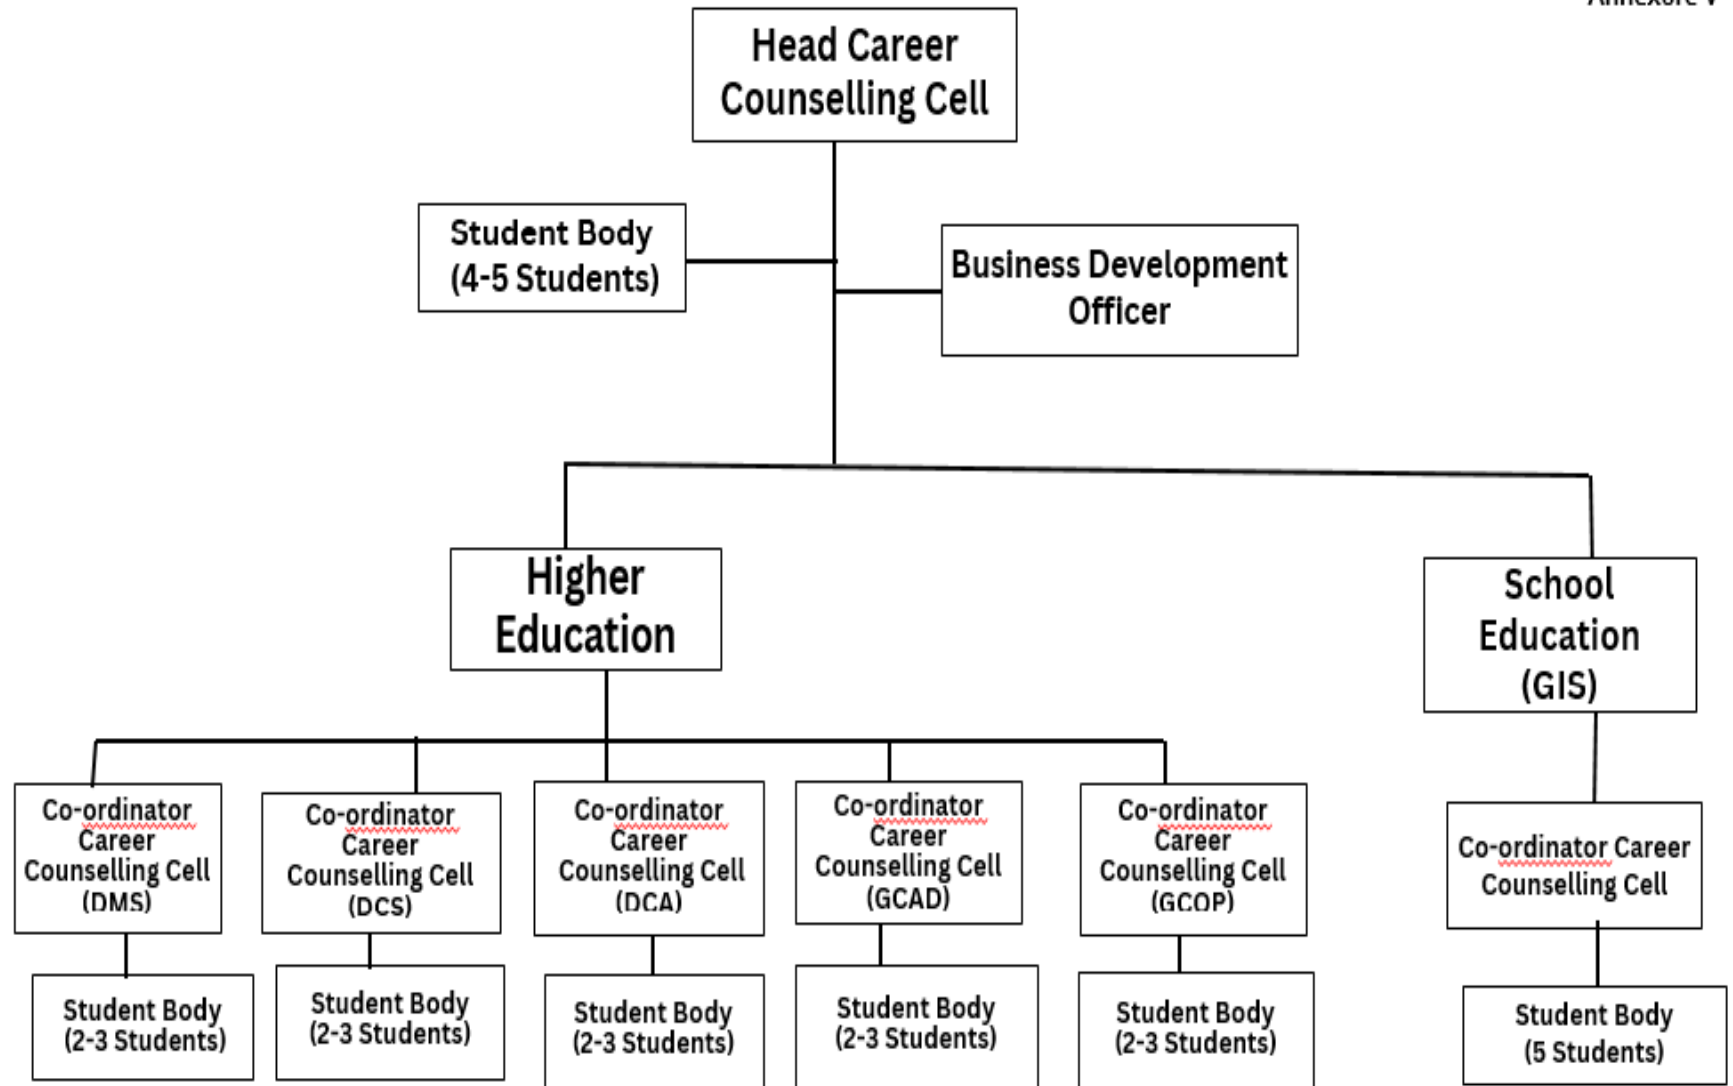 Annexure V
Head Career
Counselling Cell
Student Body
(4-5 Students)
Business Development
Officer
Higher
Education
School
Education
(GIS)
Co-ordinator
Career
Counselling Cell
(DMS)
Co-ordinator
Career
Counselling Cell
(DCS)
Co-ordinator
Career
Counselling Cell
(DCA)
Co-ordinator
Career
Counselling Cell
(GCAD)
Co-ordinator
Career
Counselling Cell
(GCOP)
Co-ordinator Career
Counselling Cell
Student Body
(2-3 Students)
Student Body
(2-3 Students)
Student Body
(2-3 Students)
Student Body
(2-3 Students)
Student Body
(2-3 Students)
Student Body
(5 Students)